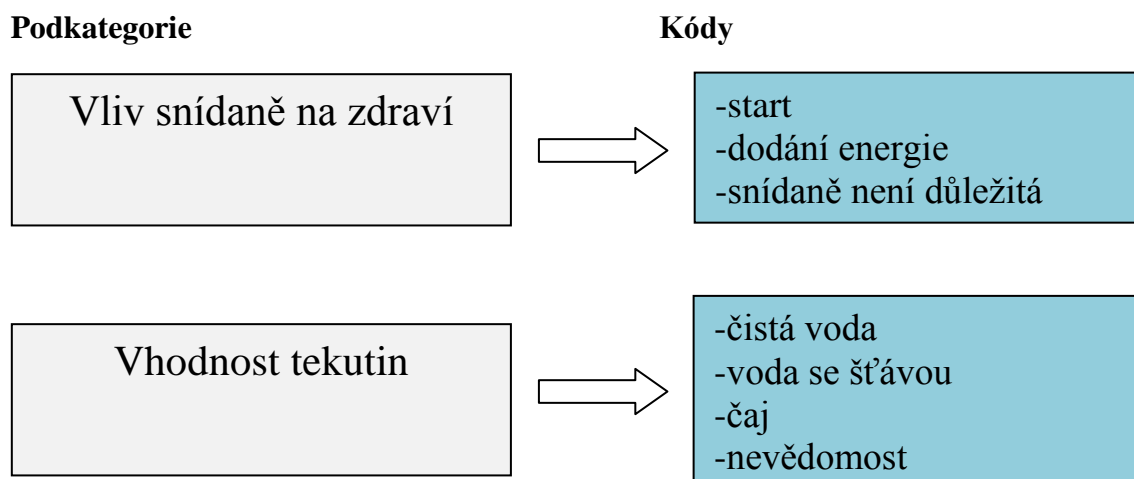 Podkategorie Kódy
Vliv snídaně na zdraví
-start
-dodání energie
-snídaně není důležitá
Vhodnost tekutin
-čistá voda
-voda se šťávou
-čaj
-nevědomost